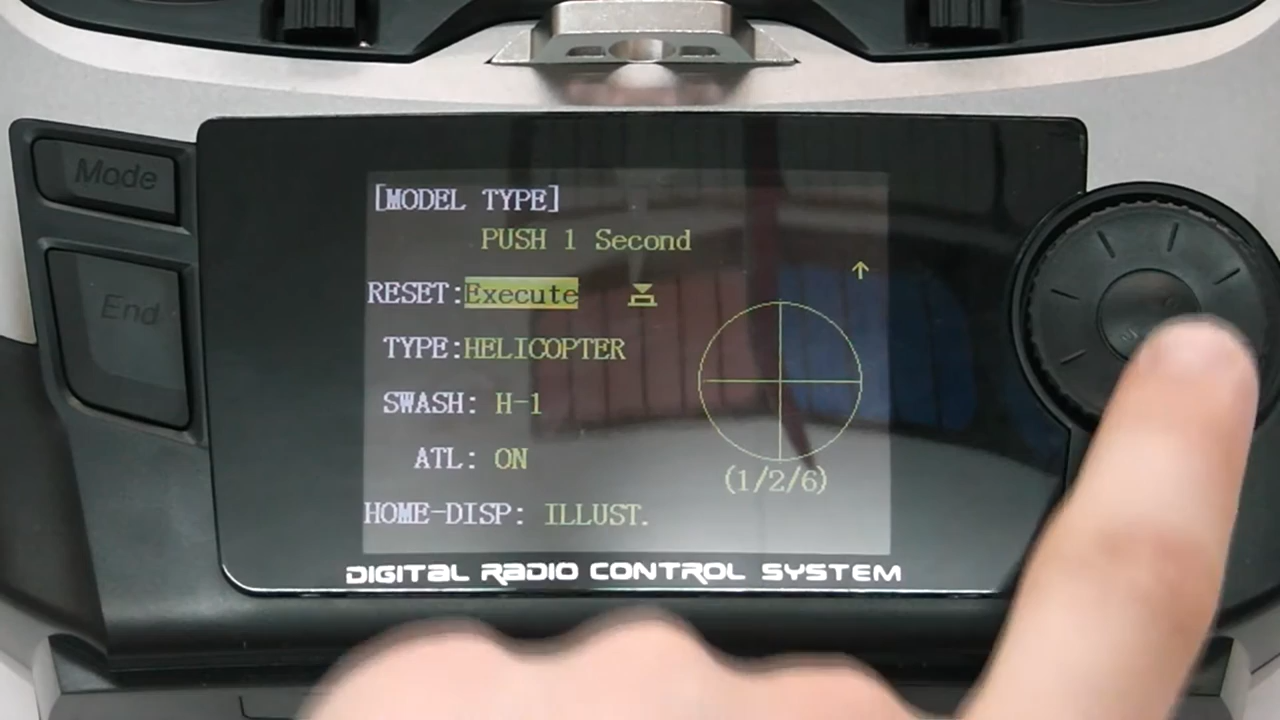 Mode
End
[MODEL TYPE]
PUSH 1 Second
RESET:Execute
TYPE:HELICOPTER
SWASH: H-1
ATL: ON
(1/2/6)
HOME-DISP: ILLUST.
DIGITAL RADIO CONTROL SYSTEM